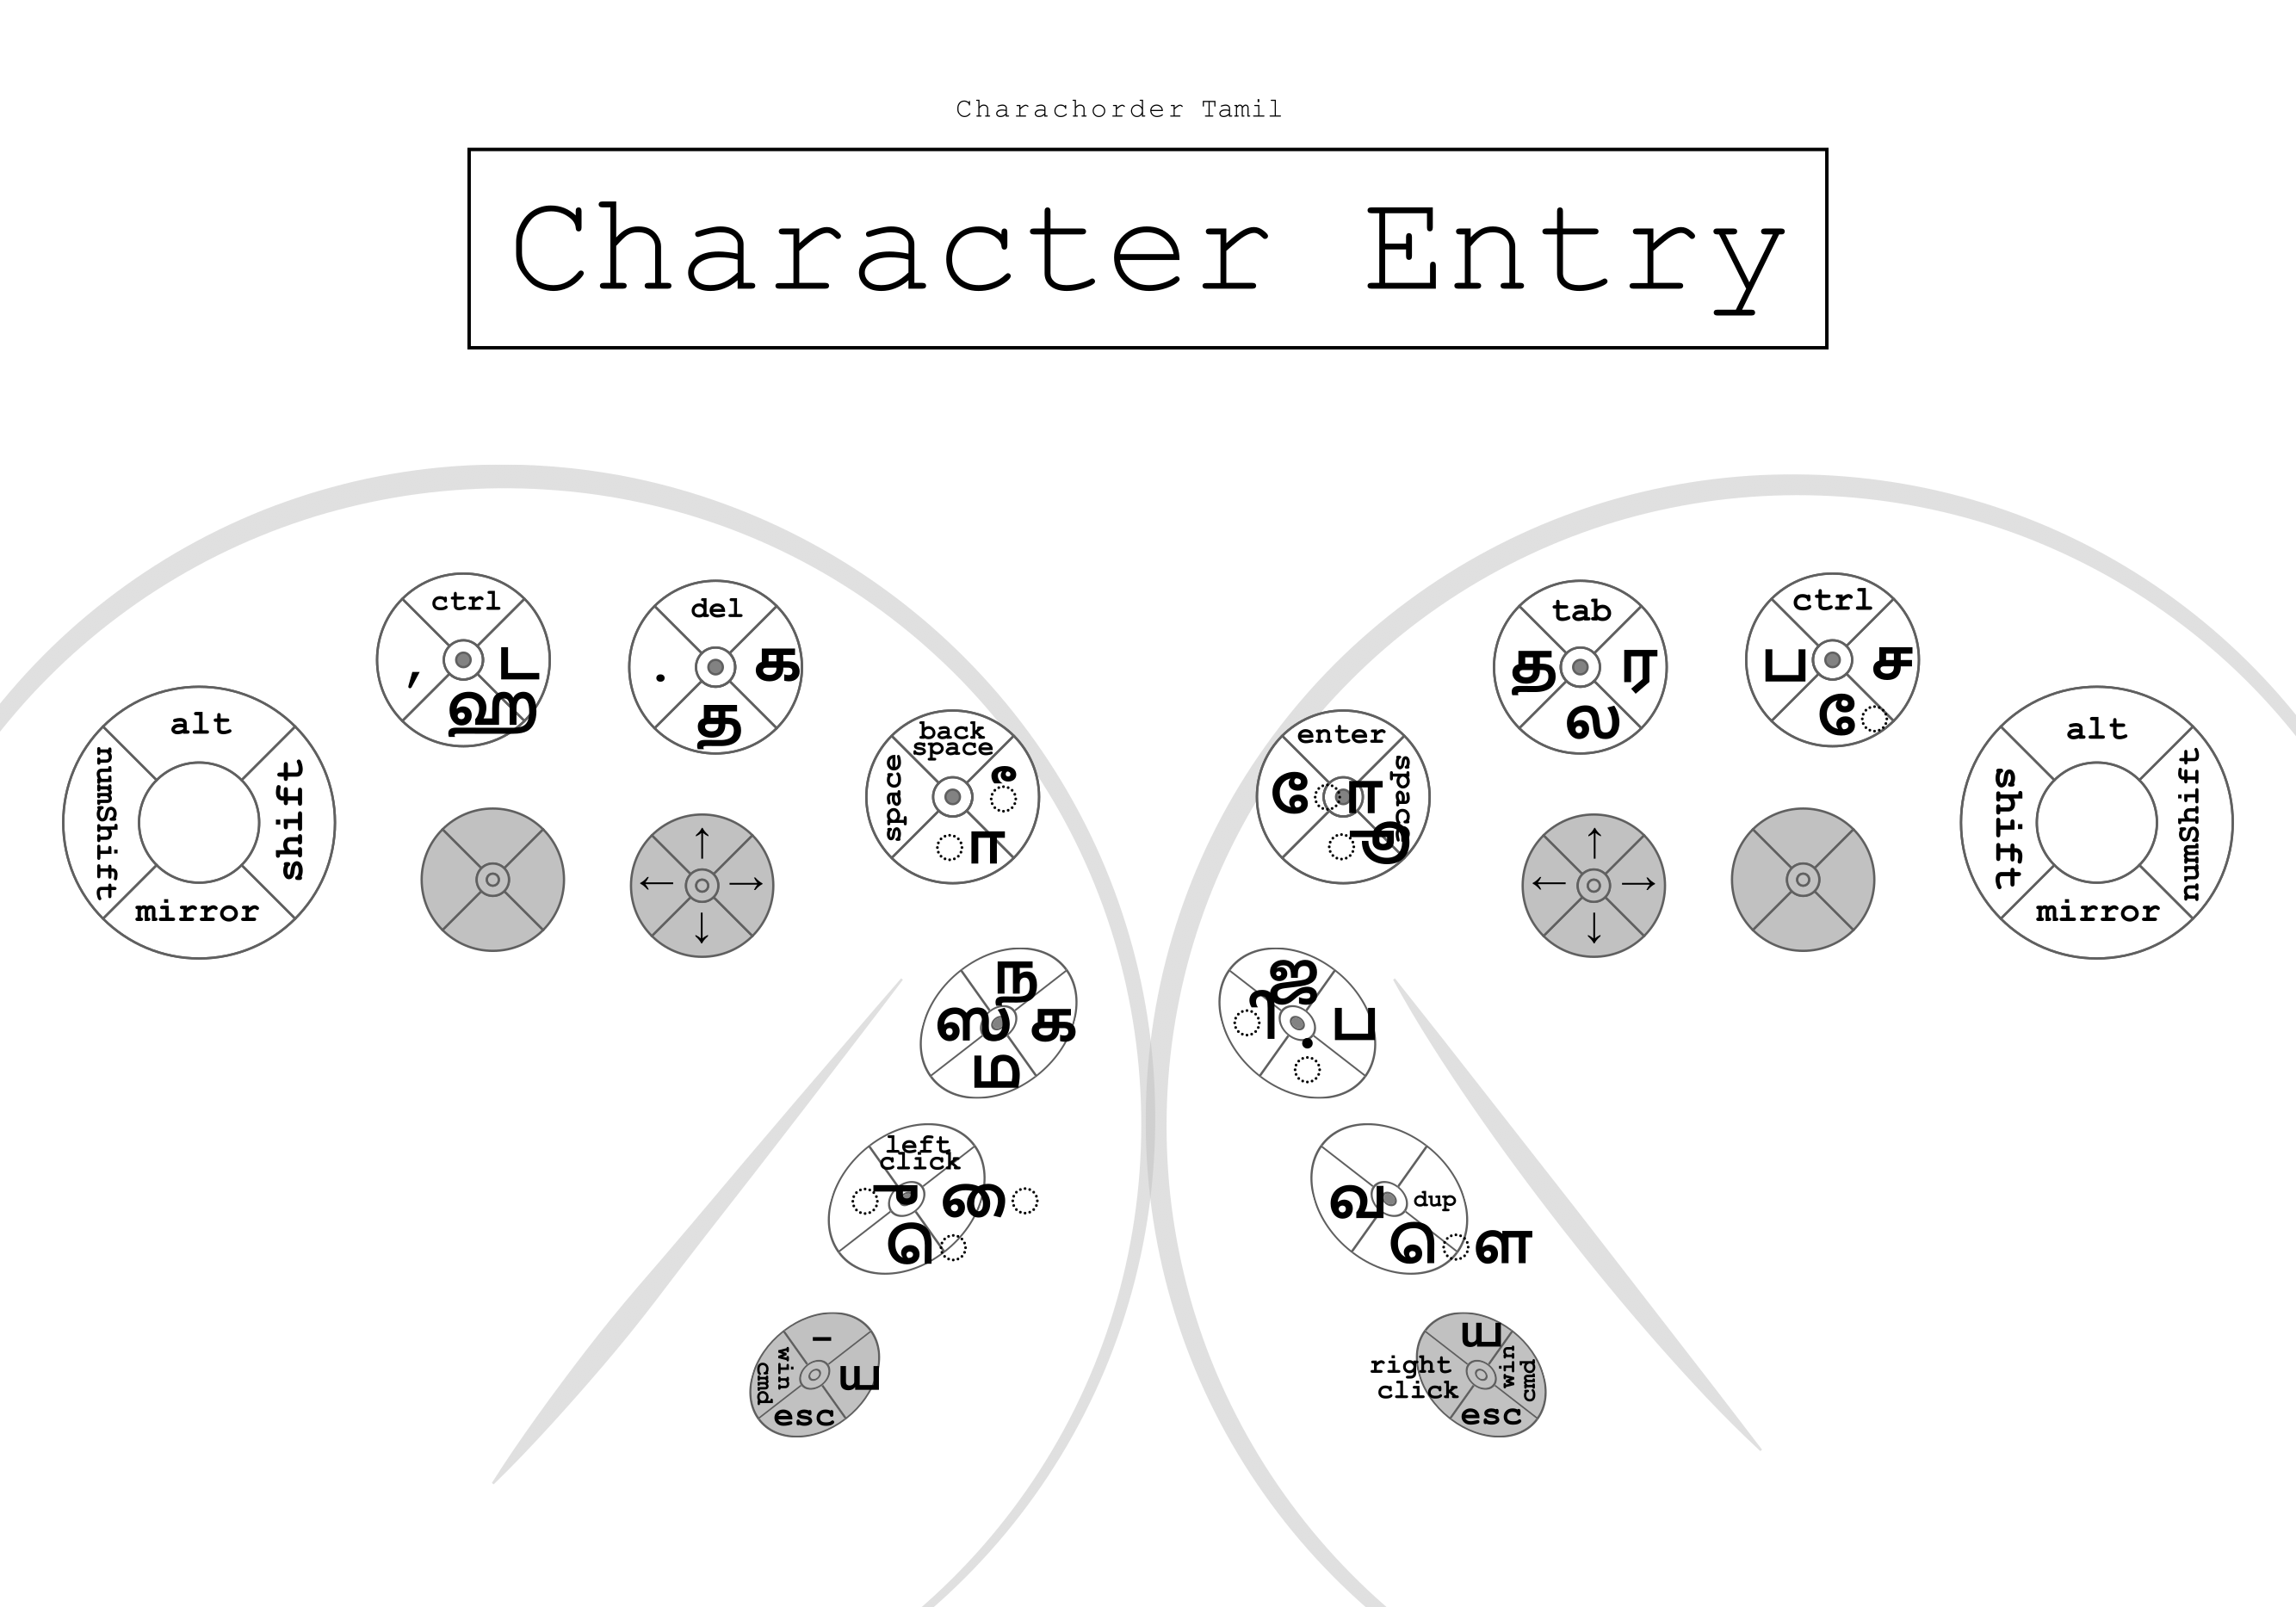 Charachorder Tamil
Character Entry
ctrl
,
ட
ஹ
del
.
க
த
back
space
space
ீ
ா
enter
ோ
space
ூ
tab
த
ர
ல
ctrl
ப
ச
ே
alt
numShift
shift
mirror
↑
← →
↓
↑
← →
↓
alt
shift
numShift
mirror
ந
ஸ
க
ம
ஜ
ி
ப
்
left
click
ு
ை
ெ
வ
dup
ௌ
–
win
cmd
ய
esc
ய
right
click
win
cmd
esc